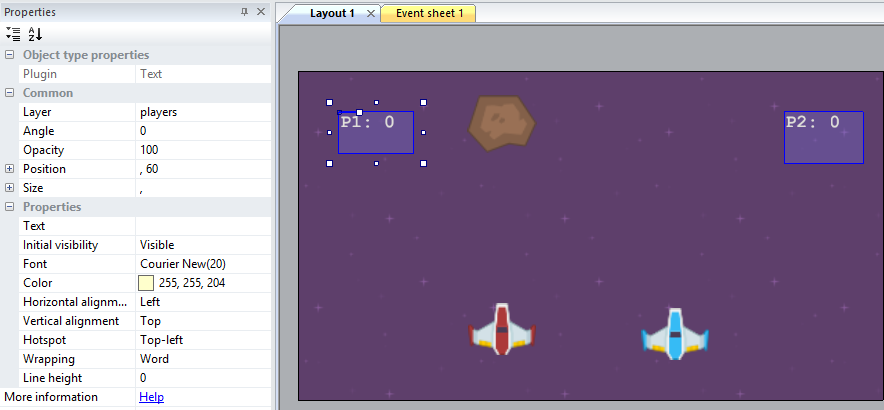 Properties
Layout 1
Event sheet 1
Object type properties
Plugin Text
Common
Layer players
Angle 0
Opacity 100
Position , 60
Size ,
Properties
Text
Initial visibility Visible
Font Courier New(20)
Color 255, 255, 204
Horizontal alignm... Left
Vertical alignment Top
Hotspot Top-left
Wrapping Word
Line height 0
More information Help
P1: 0
P2: 0